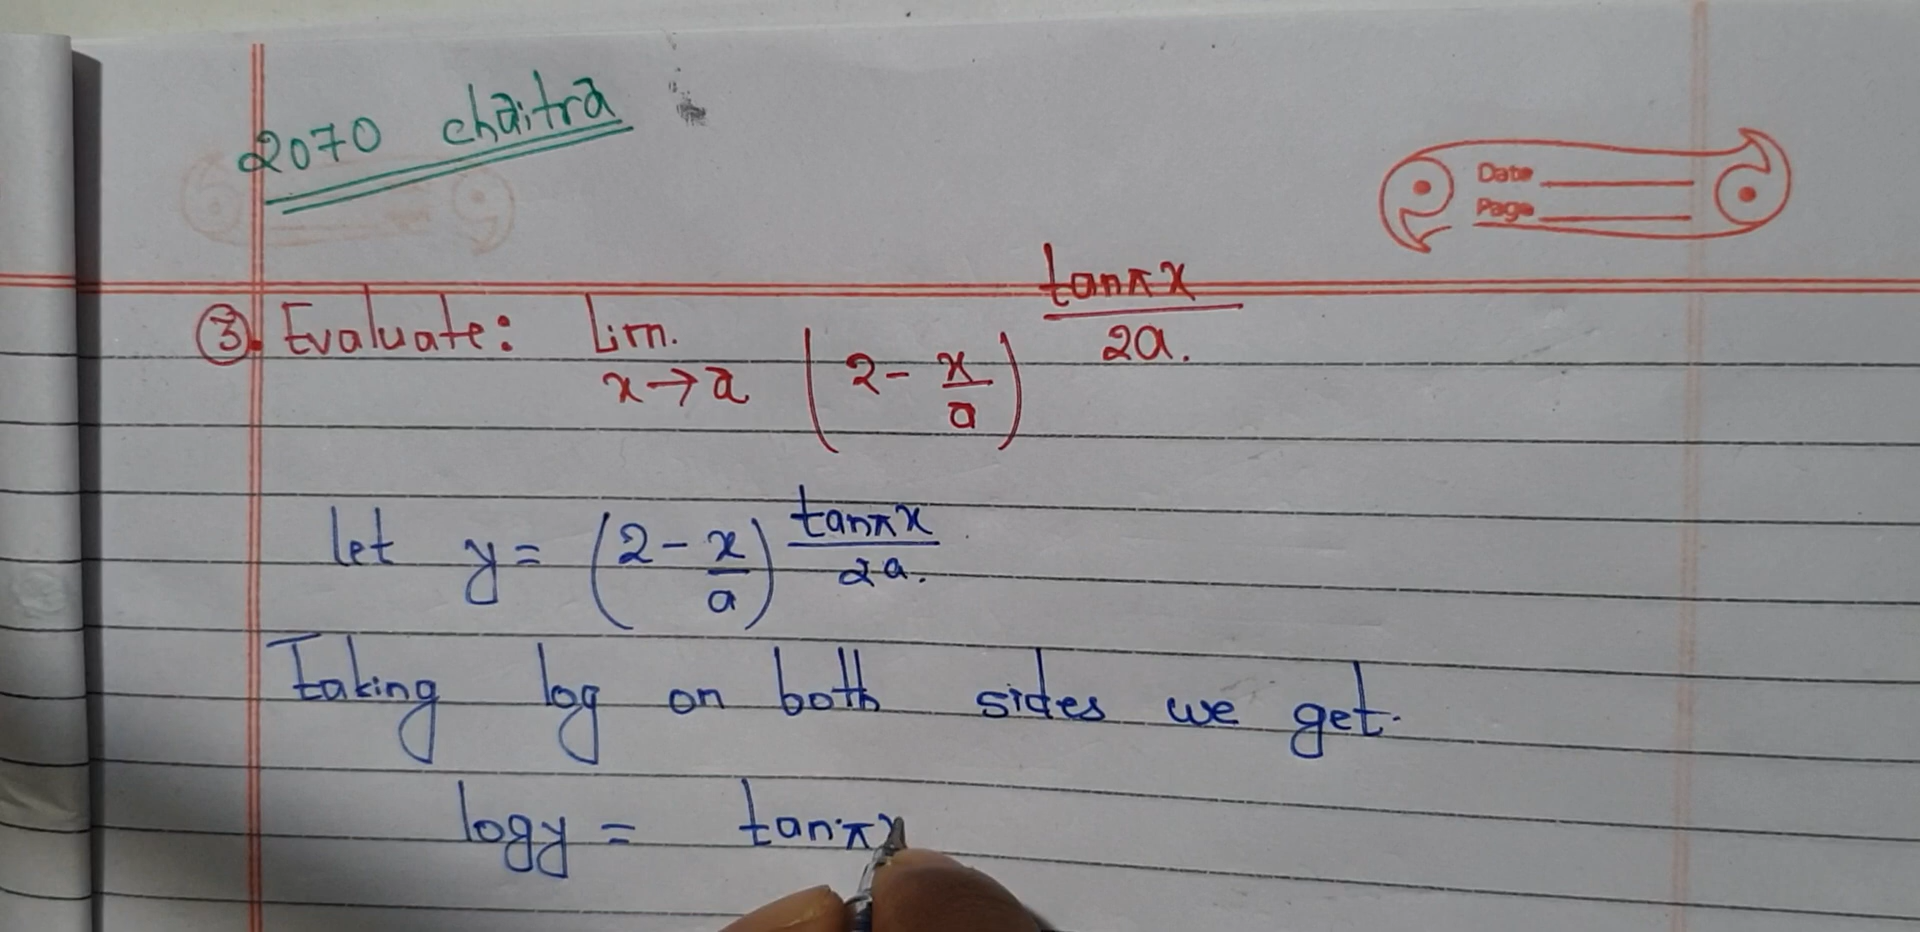 2070 chaitra
Date
Page
③. Evaluate: Lim. x→a (2 - x/a)^(tanπx/2a.)
let y = (2 - x/a)^(tanπx/2a.)
Taking log on both sides we get.
logy = tanπx